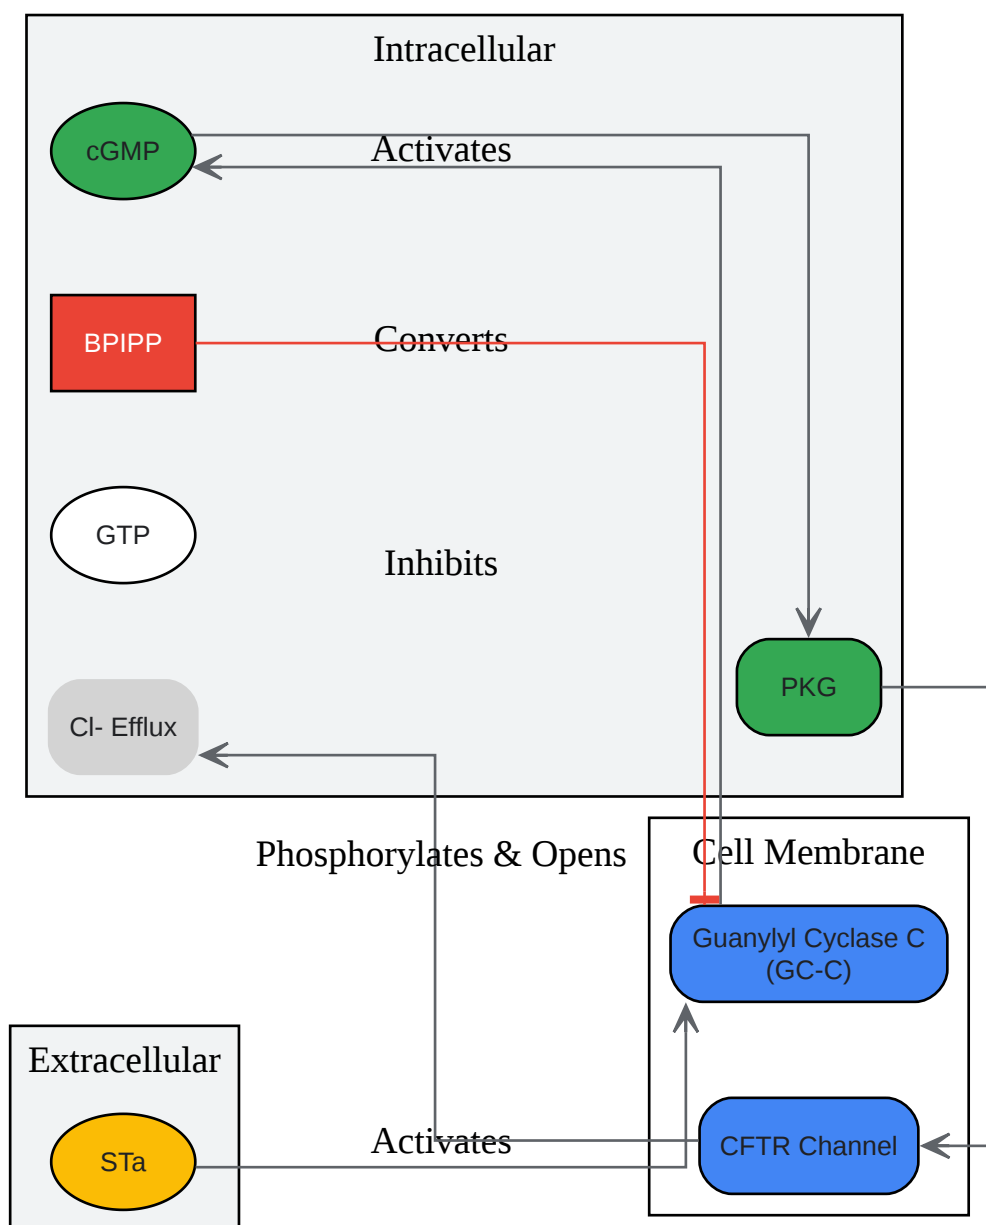 Intracellular
cGMP
Activates
BPIPP
Converts
GTP
Inhibits
PKG
Cl- Efflux
Phosphorylates & Opens
Cell Membrane
Guanylyl Cyclase C
(GC-C)
Extracellular
STa
Activates
CFTR Channel